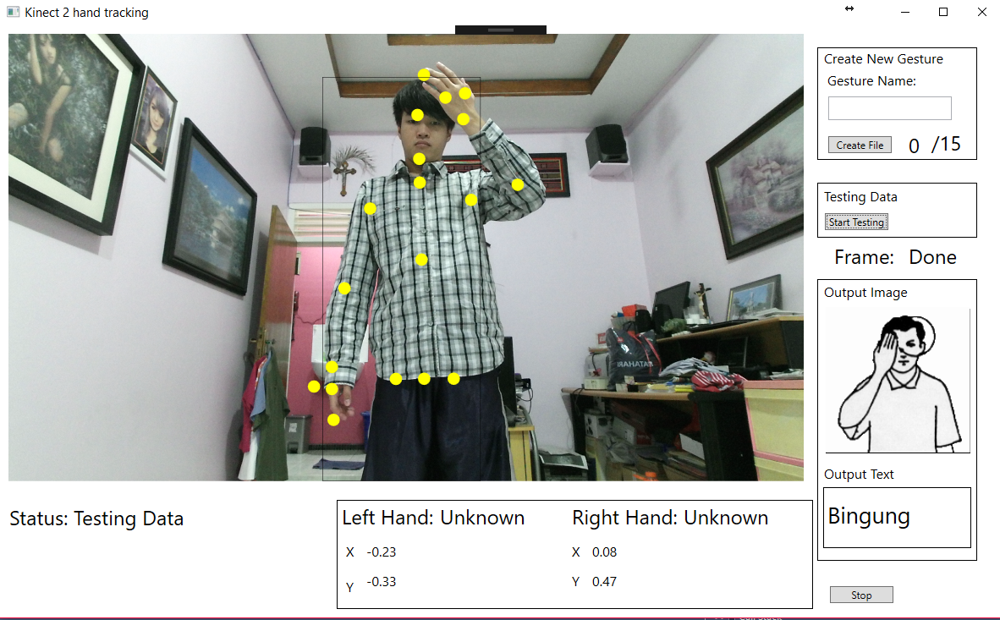 Kinect 2 hand tracking
Create New Gesture
Gesture Name:
Create File
0 /15
Testing Data
Start Testing
Frame: Done
Output Image
MATAHARI
Output Text
Bingung
Status: Testing Data
Left Hand: Unknown
X -0.23
Y -0.33
Right Hand: Unknown
X 0.08
Y 0.47
Stop